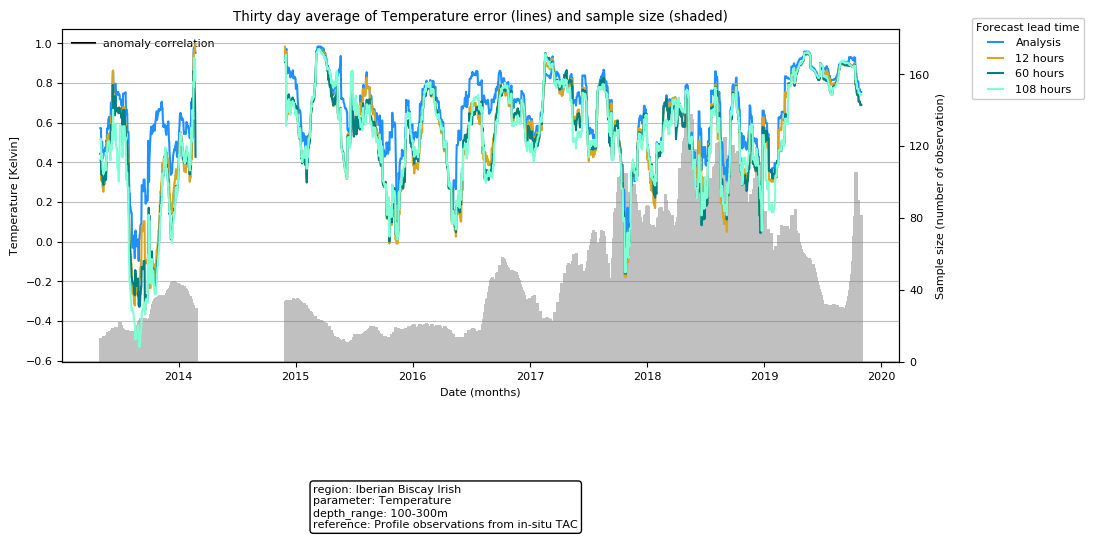 Thirty day average of Temperature error (lines) and sample size (shaded)
Forecast lead time
Analysis
12 hours
60 hours
108 hours
anomaly correlation
1.0
0.8
0.6
0.4
0.2
0.0
−0.2
−0.4
−0.6
Temperature [Kelvin]
160
120
80
40
0
Sample size (number of observation)
2014
2015
2016
2017
2018
2019
2020
Date (months)
region: Iberian Biscay Irish
parameter: Temperature
depth_range: 100-300m
reference: Profile observations from in-situ TAC